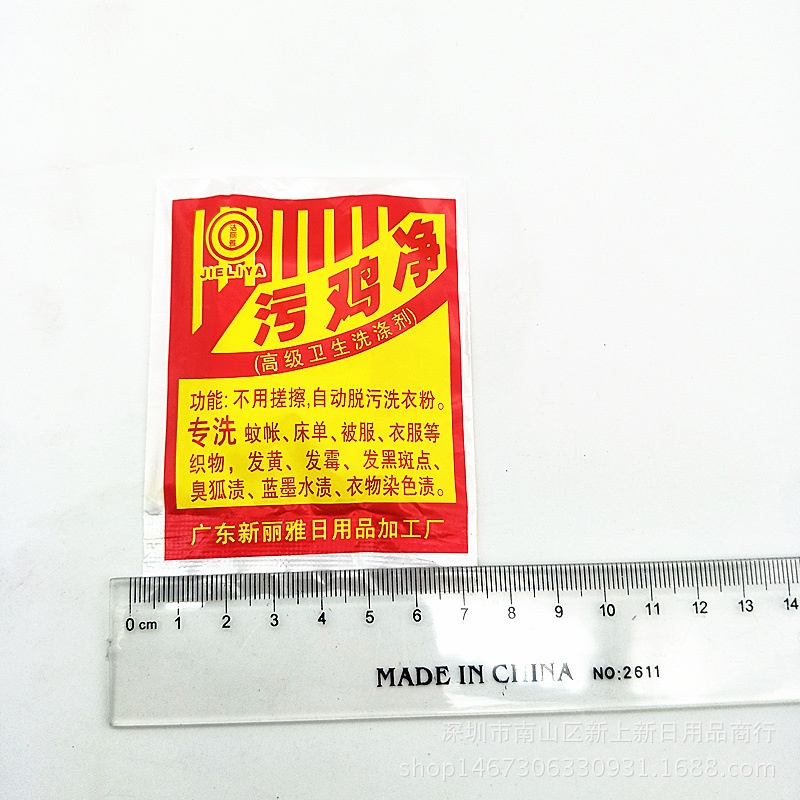 洁丽雅
JIELIYA
污鸡净
(高级卫生洗涤剂)
功能:不用搓擦,自动脱污洗衣粉。
专洗 蚊帐、床单、被服、衣服等
织物，发黄、发霉、发黑斑点、
臭狐渍、蓝墨水渍、衣物染色渍。
广东新丽雅日用品加工厂
0 cm 1 2 3 4 5 6 7 8 9 10 11 12 13 14
MADE IN CHINA NO:2611
深圳市南山区新上新日用品商行
shop1467306330931.1688.com